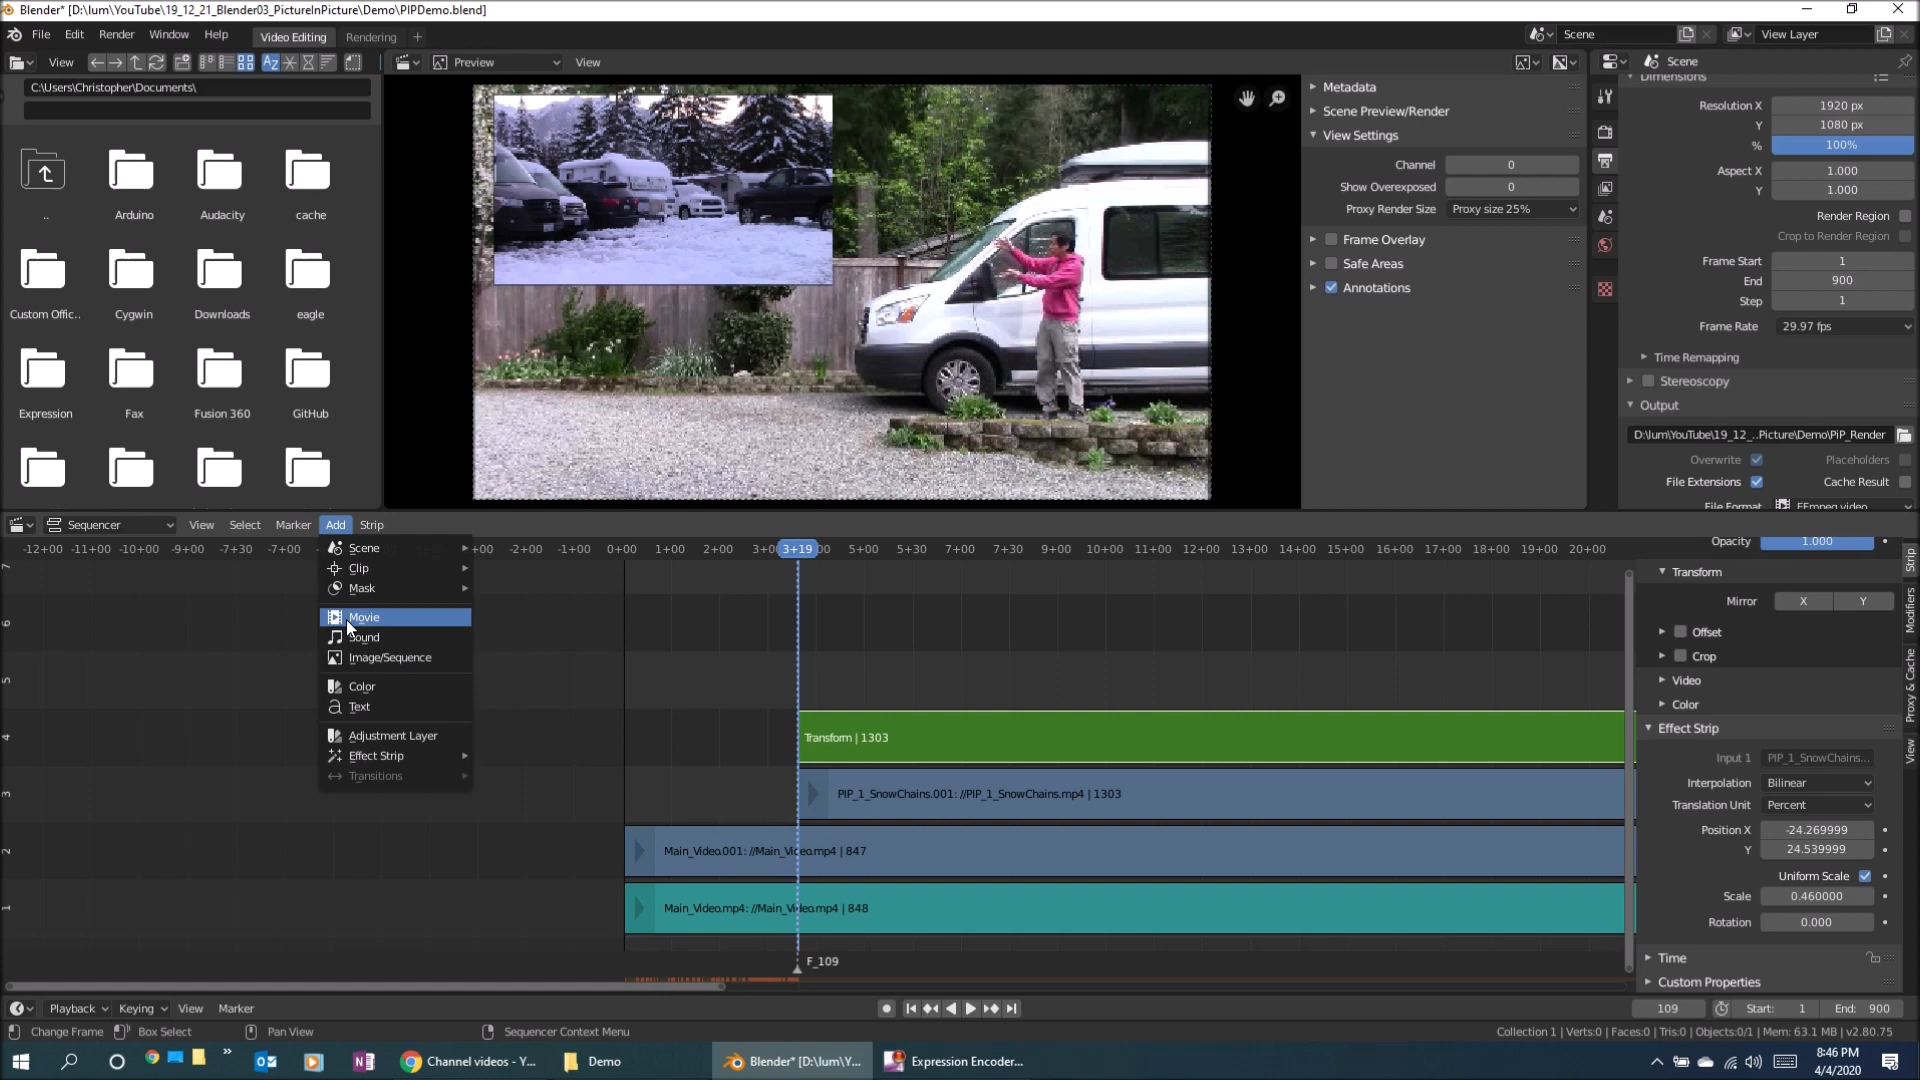 Blender* [D:\lum\YouTube\19_12_21_Blender03_PictureInPicture\Demo\PIPDemo.blend]
File Edit Render Window Help Video Editing Rendering + Scene View Layer
View Preview View Scene
C:\Users\Christopher\Documents\
..
Arduino
Audacity
cache
Custom Offic..
Cygwin
Downloads
eagle
Expression
Fax
Fusion 360
GitHub
Metadata
Scene Preview/Render
View Settings
Channel 0
Show Overexposed 0
Proxy Render Size Proxy size 25%
Frame Overlay
Safe Areas
Annotations
Dimensions
Resolution X 1920 px
Y 1080 px
% 100%
Aspect X 1.000
Y 1.000
Render Region
Crop to Render Region
Frame Start 1
End 900
Step 1
Frame Rate 29.97 fps
Time Remapping
Stereoscopy
Output
D:\lum\YouTube\19_12_..Picture\Demo\PiP_Render
Overwrite Placeholders
File Extensions Cache Result
File Format FFmpeg video
Sequencer View Select Marker Add Strip
-12+00 -11+00 -10+00 -9+00 -7+30 -7+00 +00 -2+00 -1+00 0+00 1+00 2+00 3+0 3+19 00 5+00 5+30 7+00 7+30 9+00 10+00 11+00 12+00 13+00 14+00 15+00 16+00 17+00 18+00 19+00 20+00
Scene
Clip
Mask
Movie
Sound
Image/Sequence
Color
Text
Adjustment Layer
Effect Strip
Transitions
7
6
5
4
3
2
1
Transform | 1303
PIP_1_SnowChains.001: //PIP_1_SnowChains.mp4 | 1303
Main_Video.001: //Main_Video.mp4 | 847
Main_Video.mp4: //Main_Video.mp4 | 848
F_109
Opacity 1.000
Transform
Mirror X Y
Offset
Crop
Video
Color
Effect Strip
Input 1 PIP_1_SnowChains...
Interpolation Bilinear
Translation Unit Percent
Position X -24.269999
Y 24.539999
Uniform Scale
Scale 0.460000
Rotation 0.000
Time
Custom Properties
Strip
Modifiers
Proxy & Cache
View
Playback Keying View Marker 109 Start: 1 End: 900
Change Frame Box Select Pan View Sequencer Context Menu Collection 1 | Verts:0 | Faces:0 | Tris:0 | Objects:0/1 | Mem: 63.1 MB | v2.80.75
Channel videos - Y... Demo Blender* [D:\lum\Y... Expression Encoder...
8:46 PM
4/4/2020